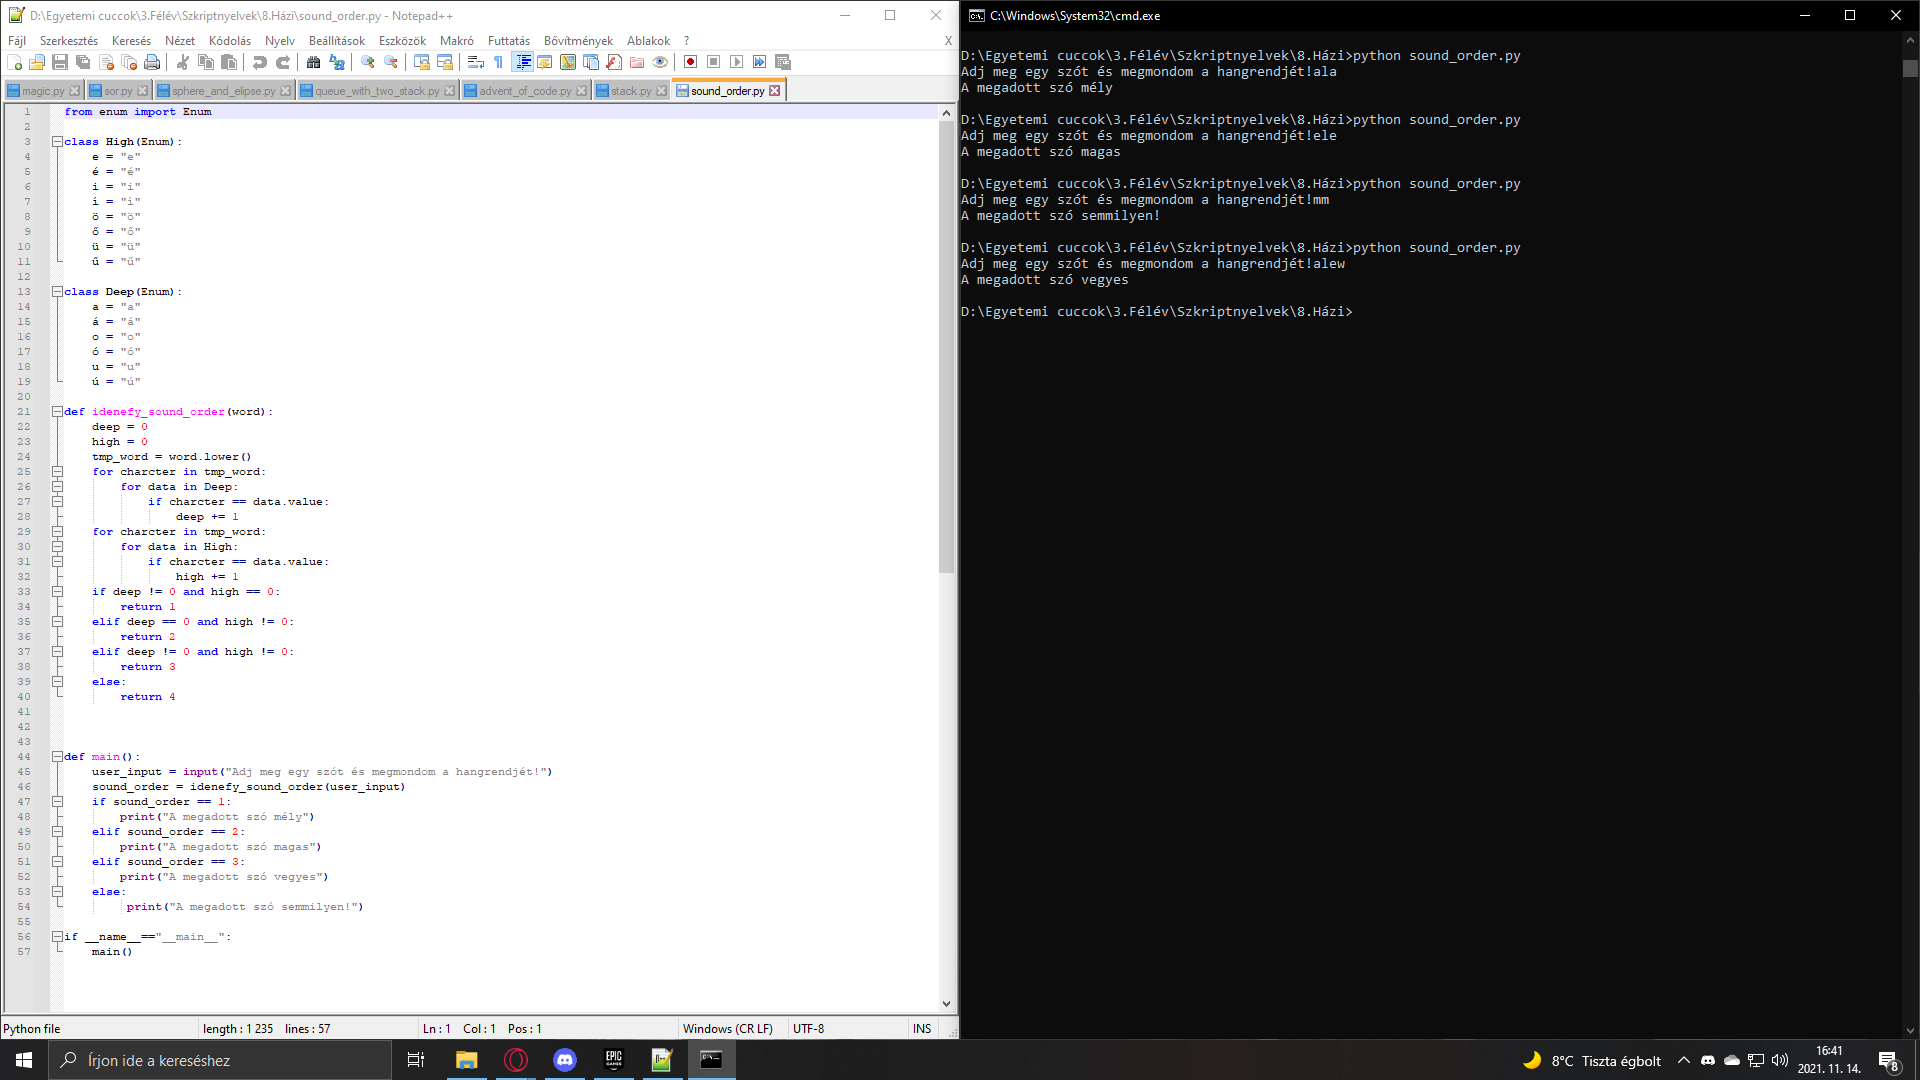 D:\Egyetemi cuccok\3.Félév\Szkriptnyelvek\8.Házi\sound_order.py - Notepad++
Fájl Szerkesztés Keresés Nézet Kódolás Nyelv Beállítások Eszközök Makró Futtatás Bővítmények Ablakok ? X
magic.py sor.py sphere_and_elipse.py queue_with_two_stack.py advent_of_code.py stack.py sound_order.py
1 from enum import Enum
2
3 class High(Enum):
4 e = "e"
5 é = "é"
6 i = "i"
7 í = "í"
8 ö = "ö"
9 ő = "ő"
10 ü = "ü"
11 ű = "ű"
12
13 class Deep(Enum):
14 a = "a"
15 á = "á"
16 o = "o"
17 ó = "ó"
18 u = "u"
19 ú = "ú"
20
21 def idenefy_sound_order(word):
22 deep = 0
23 high = 0
24 tmp_word = word.lower()
25 for charcter in tmp_word:
26 for data in Deep:
27 if charcter == data.value:
28 deep += 1
29 for charcter in tmp_word:
30 for data in High:
31 if charcter == data.value:
32 high += 1
33 if deep != 0 and high == 0:
34 return 1
35 elif deep == 0 and high != 0:
36 return 2
37 elif deep != 0 and high != 0:
38 return 3
39 else:
40 return 4
41
42
43
44 def main():
45 user_input = input("Adj meg egy szót és megmondom a hangrendjét!")
46 sound_order = idenefy_sound_order(user_input)
47 if sound_order == 1:
48 print("A megadott szó mély")
49 elif sound_order == 2:
50 print("A megadott szó magas")
51 elif sound_order == 3:
52 print("A megadott szó vegyes")
53 else:
54 print("A megadott szó semmilyen!")
55
56 if __name__=="__main__":
57 main()
Python file length : 1 235 lines : 57 Ln : 1 Col : 1 Pos : 1 Windows (CR LF) UTF-8 INS
C:\Windows\System32\cmd.exe
D:\Egyetemi cuccok\3.Félév\Szkriptnyelvek\8.Házi>python sound_order.py
Adj meg egy szót és megmondom a hangrendjét!ala
A megadott szó mély
D:\Egyetemi cuccok\3.Félév\Szkriptnyelvek\8.Házi>python sound_order.py
Adj meg egy szót és megmondom a hangrendjét!ele
A megadott szó magas
D:\Egyetemi cuccok\3.Félév\Szkriptnyelvek\8.Házi>python sound_order.py
Adj meg egy szót és megmondom a hangrendjét!mm
A megadott szó semmilyen!
D:\Egyetemi cuccok\3.Félév\Szkriptnyelvek\8.Házi>python sound_order.py
Adj meg egy szót és megmondom a hangrendjét!alew
A megadott szó vegyes
D:\Egyetemi cuccok\3.Félév\Szkriptnyelvek\8.Házi>
Írjon ide a kereséshez
EPIC GAMES
8°C Tiszta égbolt
16:41
2021. 11. 14.
8